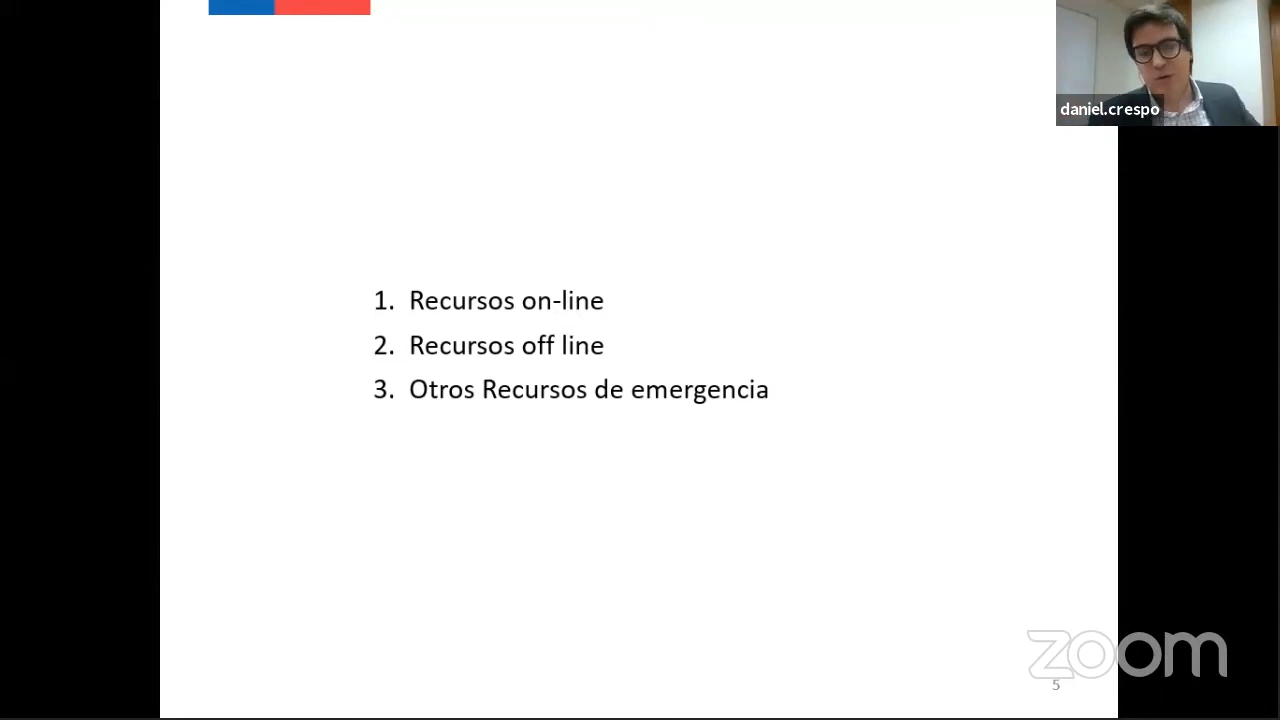 daniel.crespo
1. Recursos on-line
2. Recursos off line
3. Otros Recursos de emergencia
zoom
5